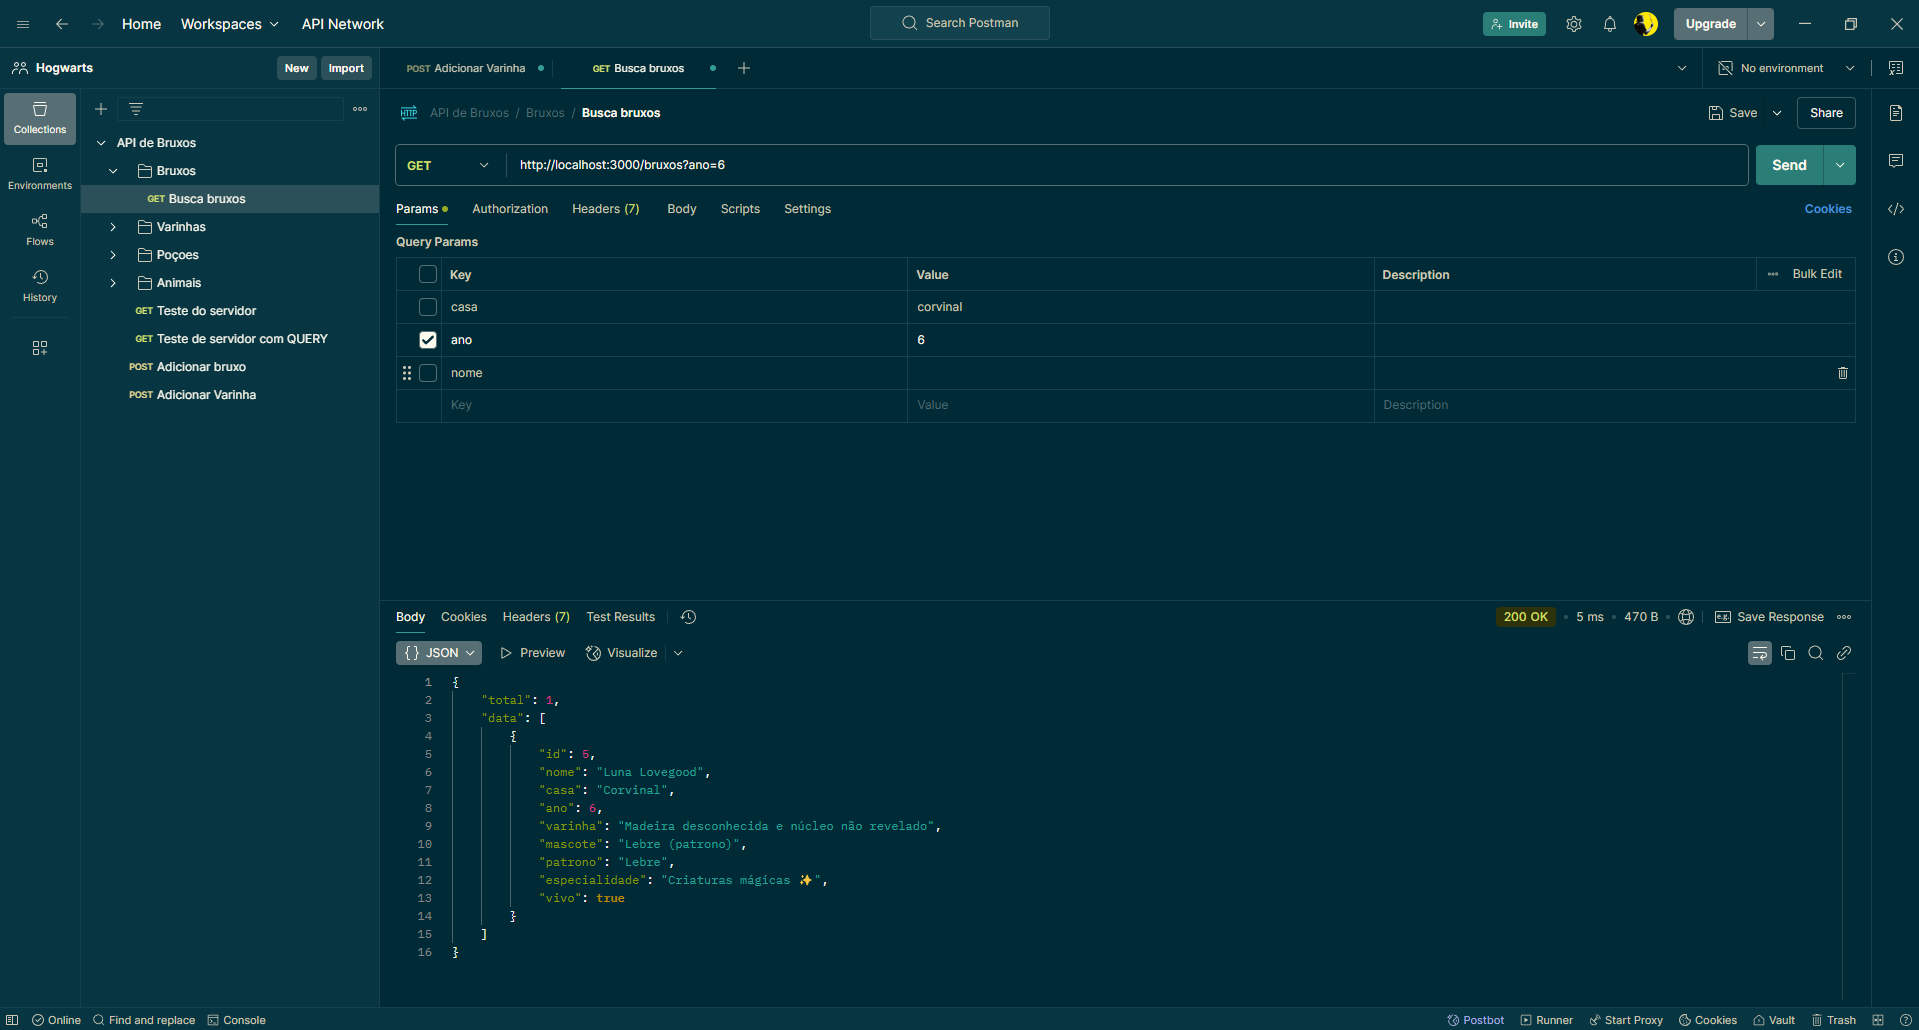 Home Workspaces API Network Search Postman Invite Upgrade
Hogwarts New Import POST Adicionar Varinha GET Busca bruxos No environment
Collections
Environments
Flows
History
API de Bruxos
Bruxos
GET Busca bruxos
Varinhas
Poçoes
Animais
GET Teste do servidor
GET Teste de servidor com QUERY
POST Adicionar bruxo
POST Adicionar Varinha
HTTP API de Bruxos / Bruxos / Busca bruxos Save Share
GET http://localhost:3000/bruxos?ano=6 Send
Params Authorization Headers (7) Body Scripts Settings Cookies
Query Params
Key Value Description Bulk Edit
casa corvinal
ano 6
nome
Key Value Description
Body Cookies Headers (7) Test Results 200 OK 5 ms 470 B e.g. Save Response
{} JSON Preview Visualize
1 {
2 "total": 1,
3 "data": [
4 {
5 "id": 5,
6 "nome": "Luna Lovegood",
7 "casa": "Corvinal",
8 "ano": 6,
9 "varinha": "Madeira desconhecida e núcleo não revelado",
10 "mascote": "Lebre (patrono)",
11 "patrono": "Lebre",
12 "especialidade": "Criaturas mágicas ✨",
13 "vivo": true
14 }
15 ]
16 }
Online Find and replace Console Postbot Runner Start Proxy Cookies Vault Trash